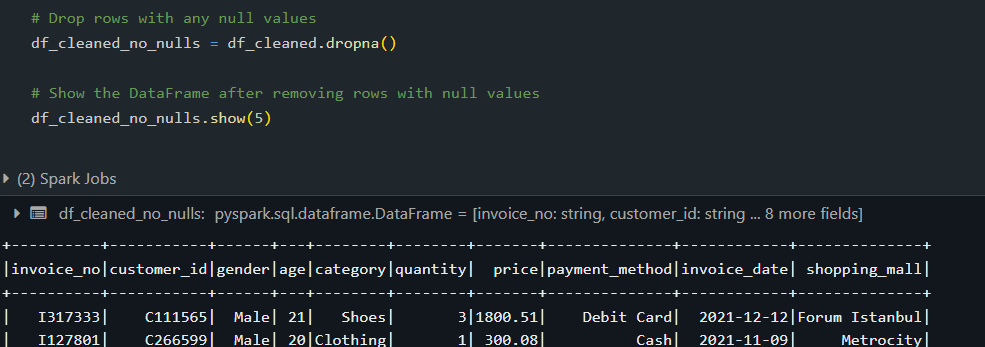 # Drop rows with any null values
df_cleaned_no_nulls = df_cleaned.dropna()
# Show the DataFrame after removing rows with null values
df_cleaned_no_nulls.show(5)
(2) Spark Jobs
df_cleaned_no_nulls: pyspark.sql.dataframe.DataFrame = [invoice_no: string, customer_id: string ... 8 more fields]
+----------+-----------+------+---+--------+--------+-------+--------------+------------+--------------+
|invoice_no|customer_id|gender|age|category|quantity|  price|payment_method|invoice_date| shopping_mall|
+----------+-----------+------+---+--------+--------+-------+--------------+------------+--------------+
|   I317333|    C111565|  Male| 21|   Shoes|       3|1800.51|    Debit Card|  2021-12-12|Forum Istanbul|
|   I127801|    C266599|  Male| 20|Clothing|       1| 300.08|          Cash|  2021-11-09|     Metrocity|